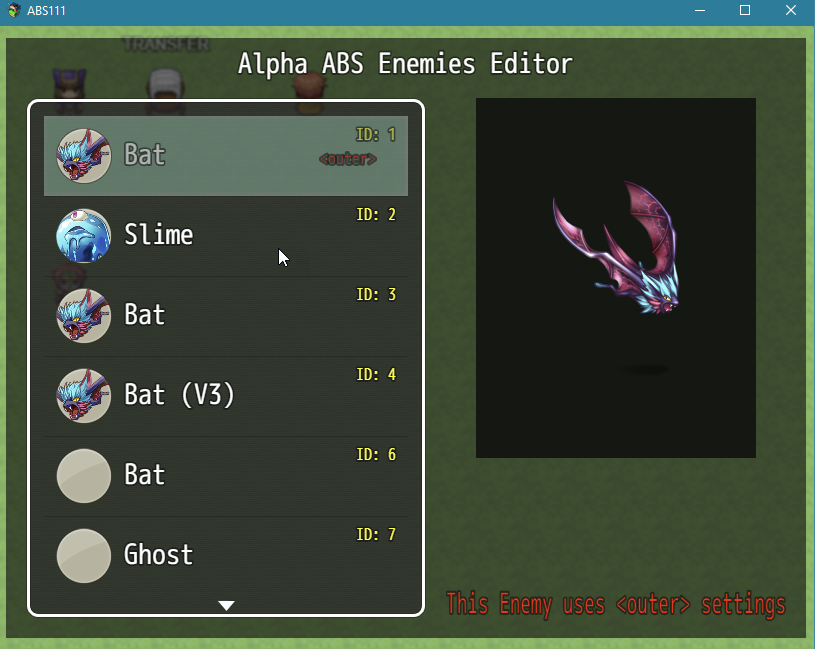 ABS111
TRANSFER
Alpha ABS Enemies Editor
ID: 1
Bat
<outer>
ID: 2
Slime
ID: 3
Bat
ID: 4
Bat (V3)
ID: 6
Bat
ID: 7
Ghost
This Enemy uses <outer> settings